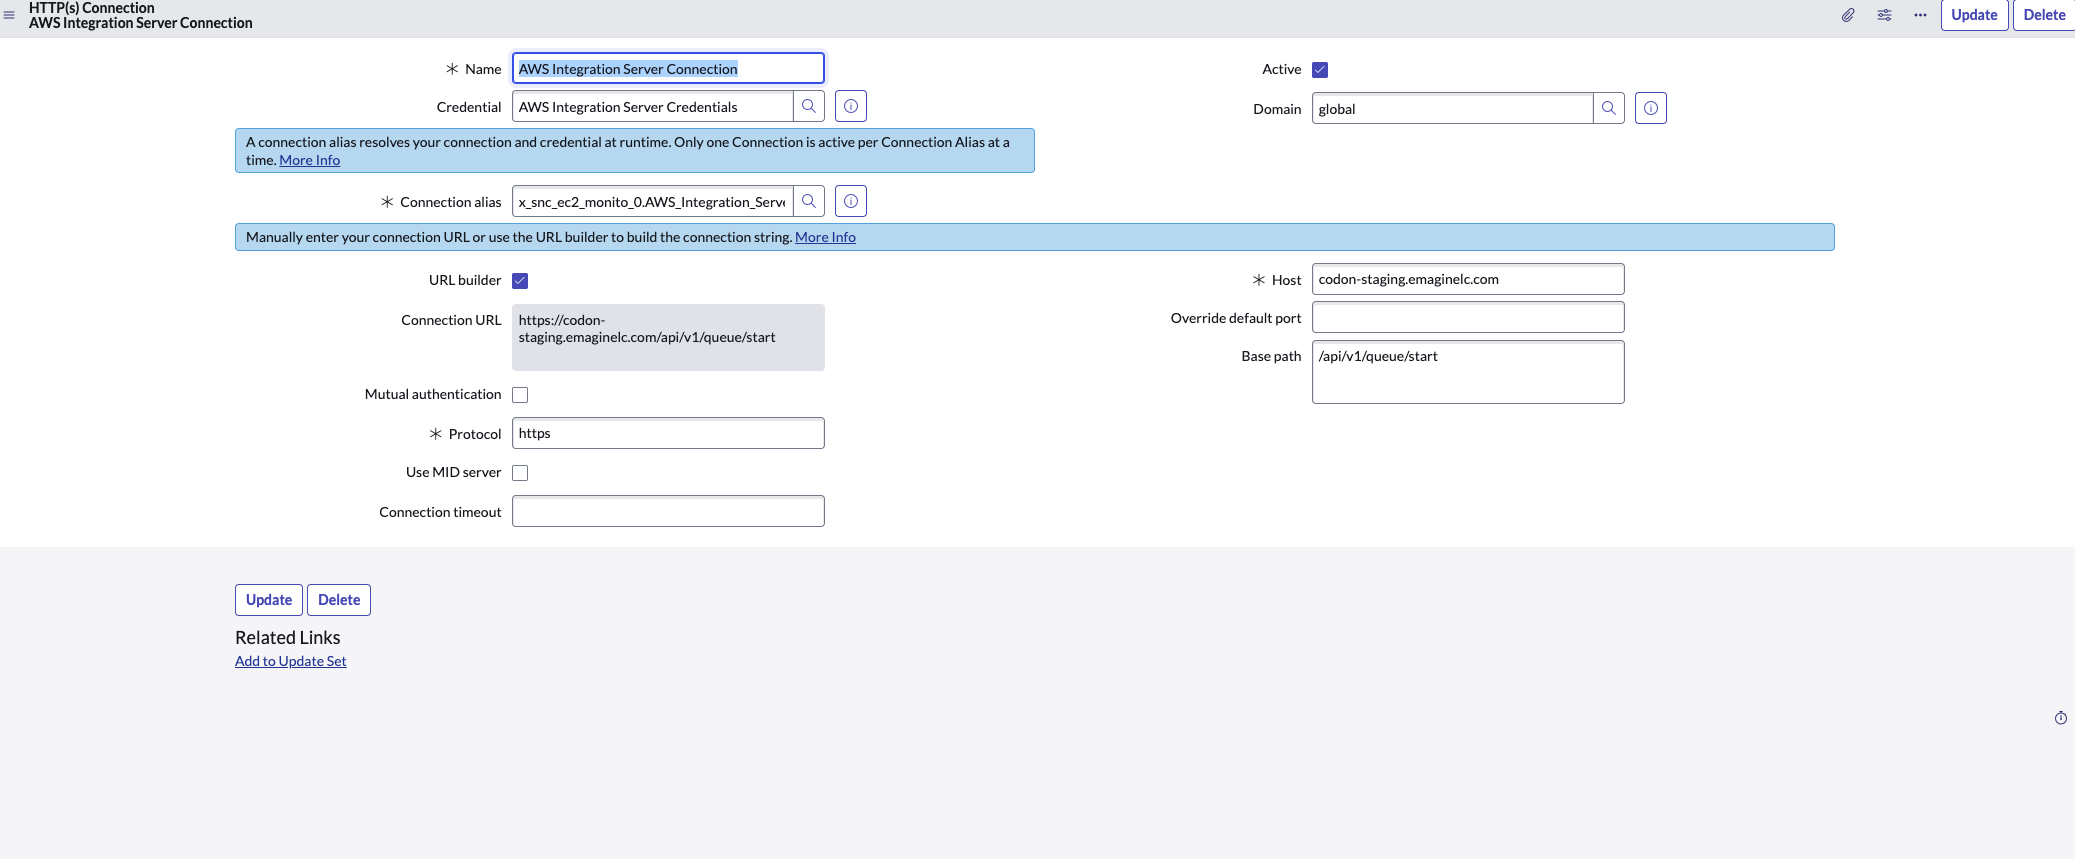 HTTP(s) Connection
AWS Integration Server Connection
Update
Delete
Name
AWS Integration Server Connection
Active
Credential
AWS Integration Server Credentials
Domain
global
A connection alias resolves your connection and credential at runtime. Only one Connection is active per Connection Alias at a
time. More Info
Connection alias
x_snc_ec2_monito_0.AWS_Integration_Serve
Manually enter your connection URL or use the URL builder to build the connection string. More Info
URL builder
Host
codon-staging.emaginelc.com
Connection URL
https://codon-
staging.emaginelc.com/api/v1/queue/start
Override default port
Base path
/api/v1/queue/start
Mutual authentication
Protocol
https
Use MID server
Connection timeout
Update
Delete
Related Links
Add to Update Set